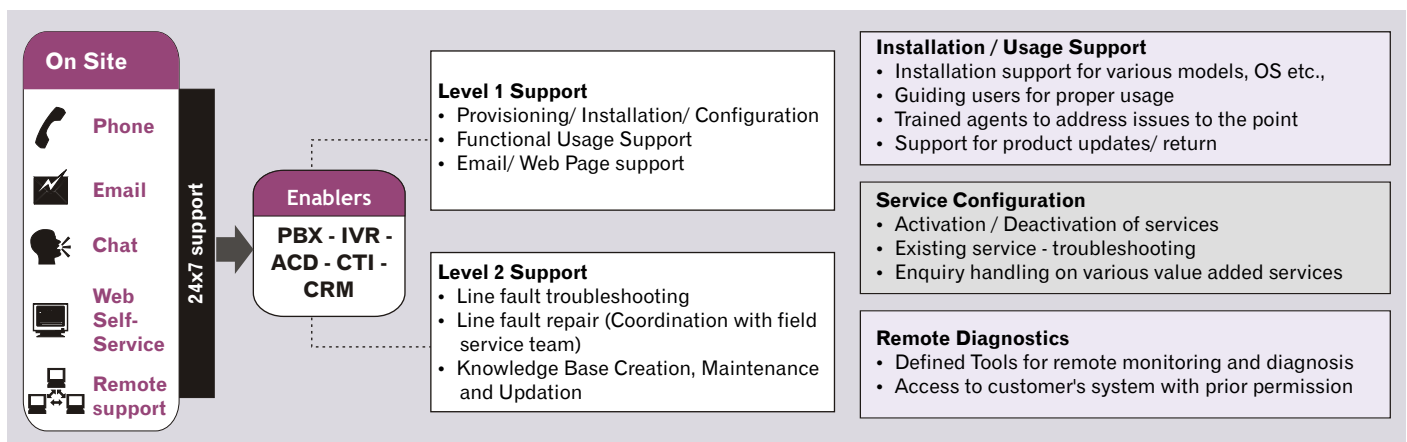 On Site
Phone
Email
Chat
Web
Self-
Service
Remote
support
24x7 support
Enablers
PBX - IVR -
ACD - CTI -
CRM
Level 1 Support
• Provisioning/ Installation/ Configuration
• Functional Usage Support
• Email/ Web Page support
Level 2 Support
• Line fault troubleshooting
• Line fault repair (Coordination with field
service team)
• Knowledge Base Creation, Maintenance
and Updation
Installation / Usage Support
• Installation support for various models, OS etc.,
• Guiding users for proper usage
• Trained agents to address issues to the point
• Support for product updates/ return
Service Configuration
• Activation / Deactivation of services
• Existing service - troubleshooting
• Enquiry handling on various value added services
Remote Diagnostics
• Defined Tools for remote monitoring and diagnosis
• Access to customer's system with prior permission